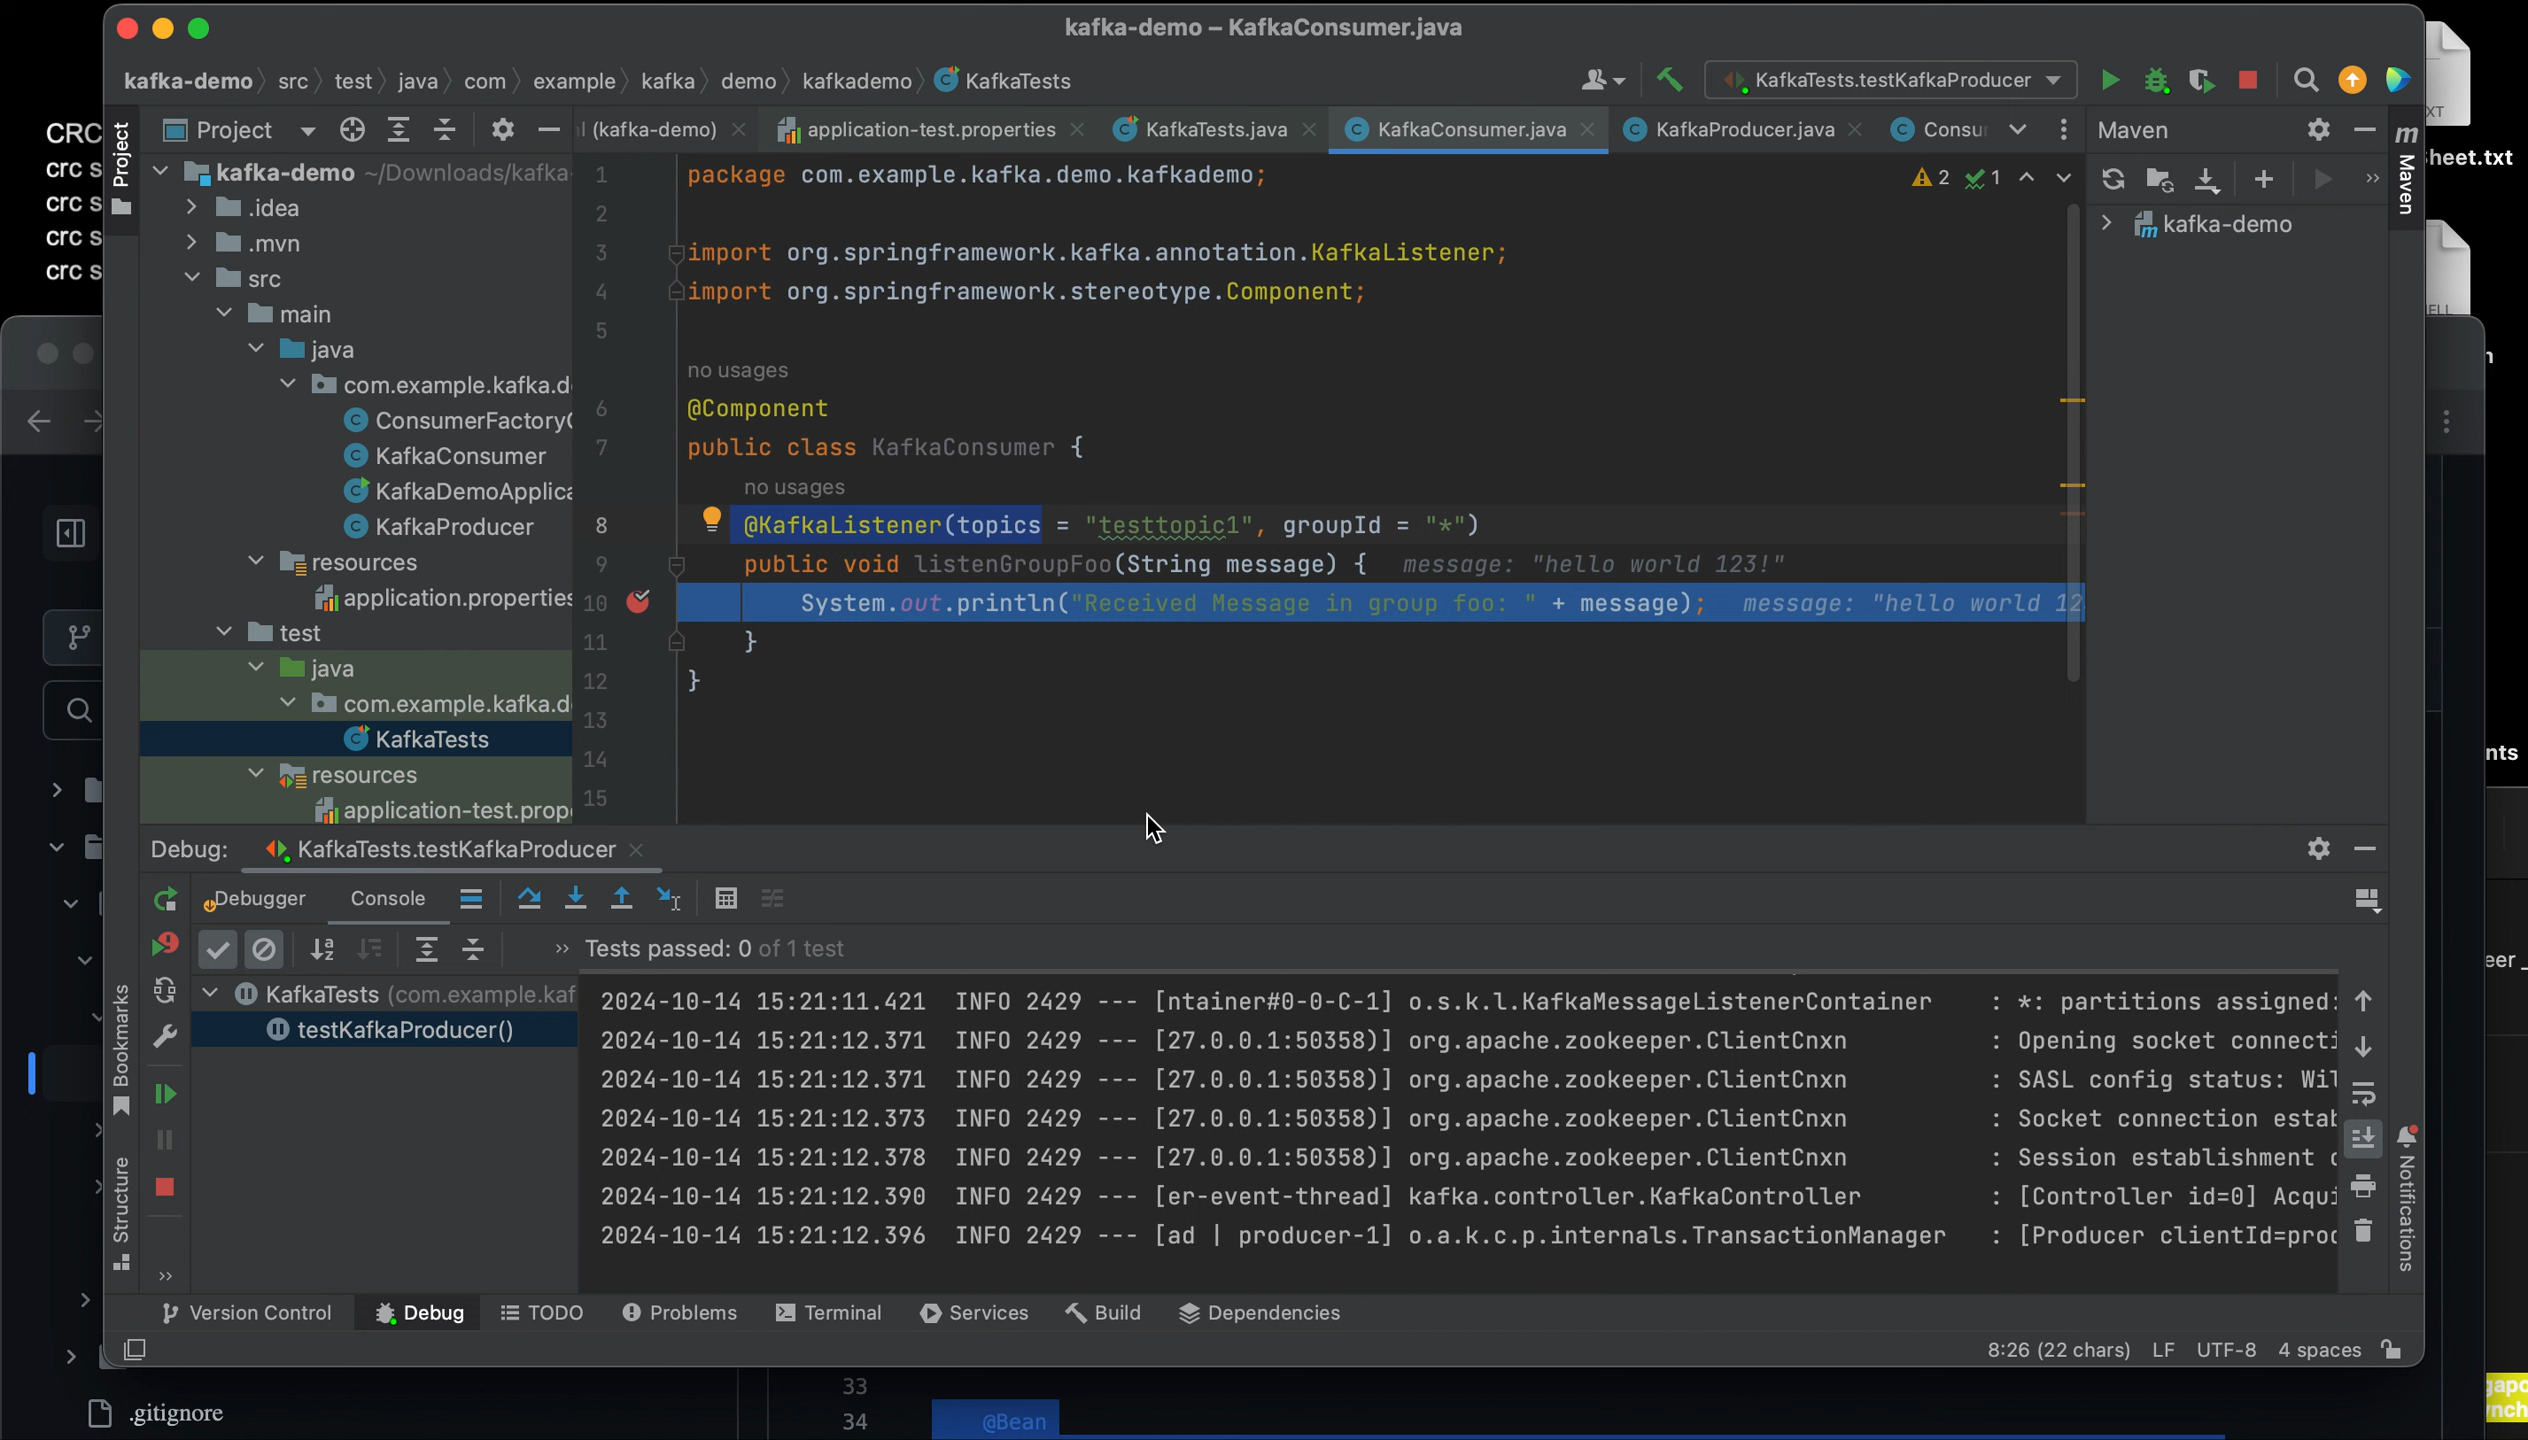 kafka-demo – KafkaConsumer.java
kafka-demo src test java com example kafka demo kafkademo KafkaTests
KafkaTests.testKafkaProducer
Project
Project
l (kafka-demo)
application-test.properties
KafkaTests.java
KafkaConsumer.java
KafkaProducer.java
Consu
Maven
Maven
kafka-demo ~/Downloads/kafka-
.idea
.mvn
src
main
java
com.example.kafka.d
ConsumerFactory
KafkaConsumer
KafkaDemoApplica
KafkaProducer
resources
application.properties
test
java
com.example.kafka.d
KafkaTests
resources
application-test.prop
1 package com.example.kafka.demo.kafkademo;
2
3 import org.springframework.kafka.annotation.KafkaListener;
4 import org.springframework.stereotype.Component;
5
no usages
6 @Component
7 public class KafkaConsumer {
no usages
8 @KafkaListener(topics = "testtopic1", groupId = "*")
9 public void listenGroupFoo(String message) { message: "hello world 123!"
10 System.out.println("Received Message in group foo: " + message); message: "hello world 12
11 }
12 }
13
14
15
2 1
kafka-demo
Debug: KafkaTests.testKafkaProducer
Debugger Console
Tests passed: 0 of 1 test
KafkaTests (com.example.kaf
testKafkaProducer()
2024-10-14 15:21:11.421 INFO 2429 --- [ntainer#0-0-C-1] o.s.k.l.KafkaMessageListenerContainer : *: partitions assigned:
2024-10-14 15:21:12.371 INFO 2429 --- [27.0.0.1:50358)] org.apache.zookeeper.ClientCnxn : Opening socket connecti
2024-10-14 15:21:12.371 INFO 2429 --- [27.0.0.1:50358)] org.apache.zookeeper.ClientCnxn : SASL config status: Wil
2024-10-14 15:21:12.373 INFO 2429 --- [27.0.0.1:50358)] org.apache.zookeeper.ClientCnxn : Socket connection estab
2024-10-14 15:21:12.378 INFO 2429 --- [27.0.0.1:50358)] org.apache.zookeeper.ClientCnxn : Session establishment c
2024-10-14 15:21:12.390 INFO 2429 --- [er-event-thread] kafka.controller.KafkaController : [Controller id=0] Acqui
2024-10-14 15:21:12.396 INFO 2429 --- [ad | producer-1] o.a.k.c.p.internals.TransactionManager : [Producer clientId=prod
Bookmarks
Structure
Notifications
Version Control Debug TODO Problems Terminal Services Build Dependencies
8:26 (22 chars) LF UTF-8 4 spaces
CRC
crc s
crc s
crc s
crc s
XT
heet.txt
ELL
nts
eer_
33
34 @Bean
.gitignore